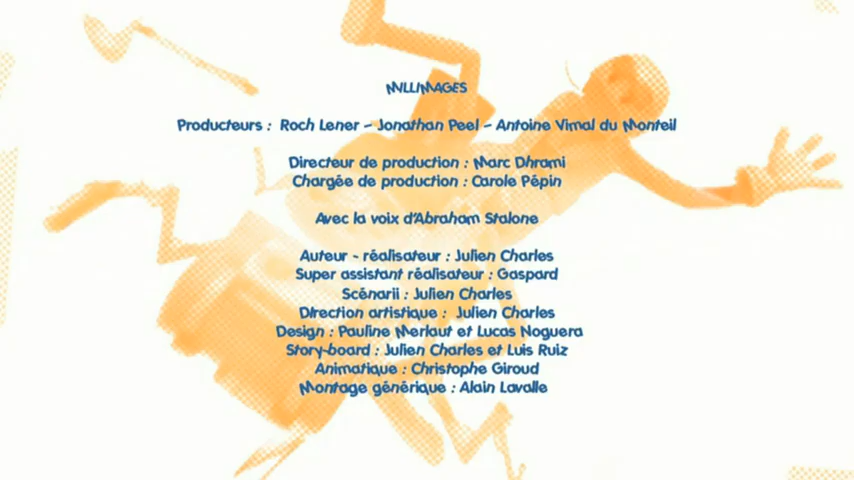 MILLIMAGES
Producteurs : Roch Lener – Jonathan Peel – Antoine Vimal du Monteil
Directeur de production : Marc Dhrami
Chargée de production : Carole Pépin
Avec la voix d'Abraham Stalone
Auteur - réalisateur : Julien Charles
Super assistant réalisateur : Gaspard
Scénarii : Julien Charles
DIrection artistique : Julien Charles
Design : Pauline Merlaut et Lucas Noguera
Story-board : Julien Charles et Luis Ruiz
Animatique : Christophe Giroud
Montage générique : Alain Lavalle